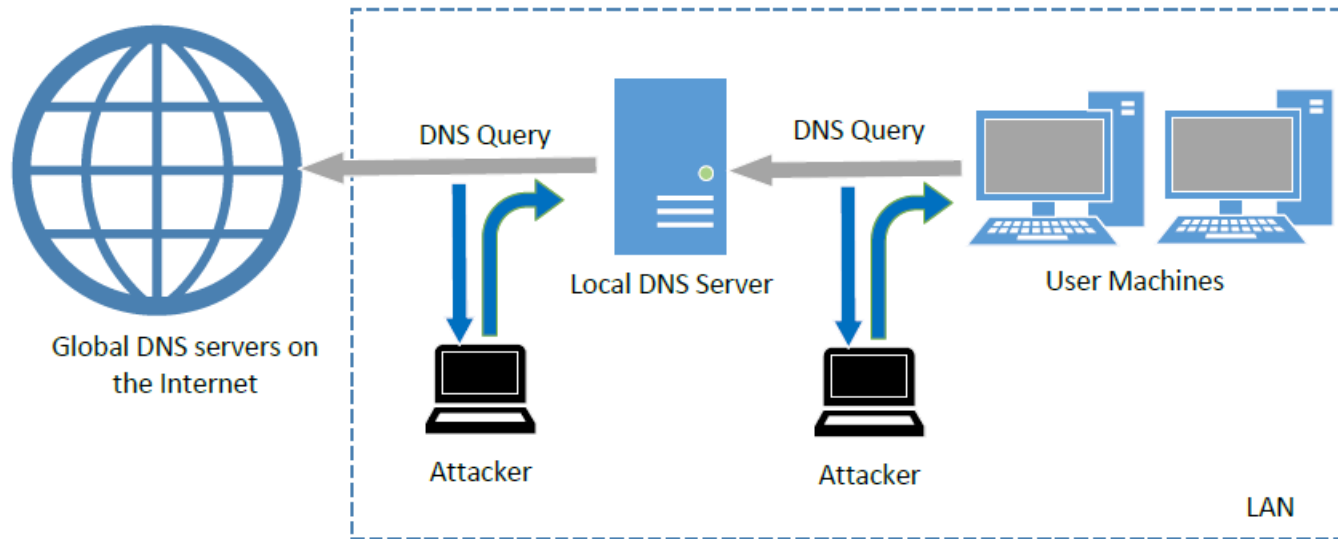 DNS Query
DNS Query
Local DNS Server
User Machines
Global DNS servers on
the Internet
Attacker
Attacker
LAN